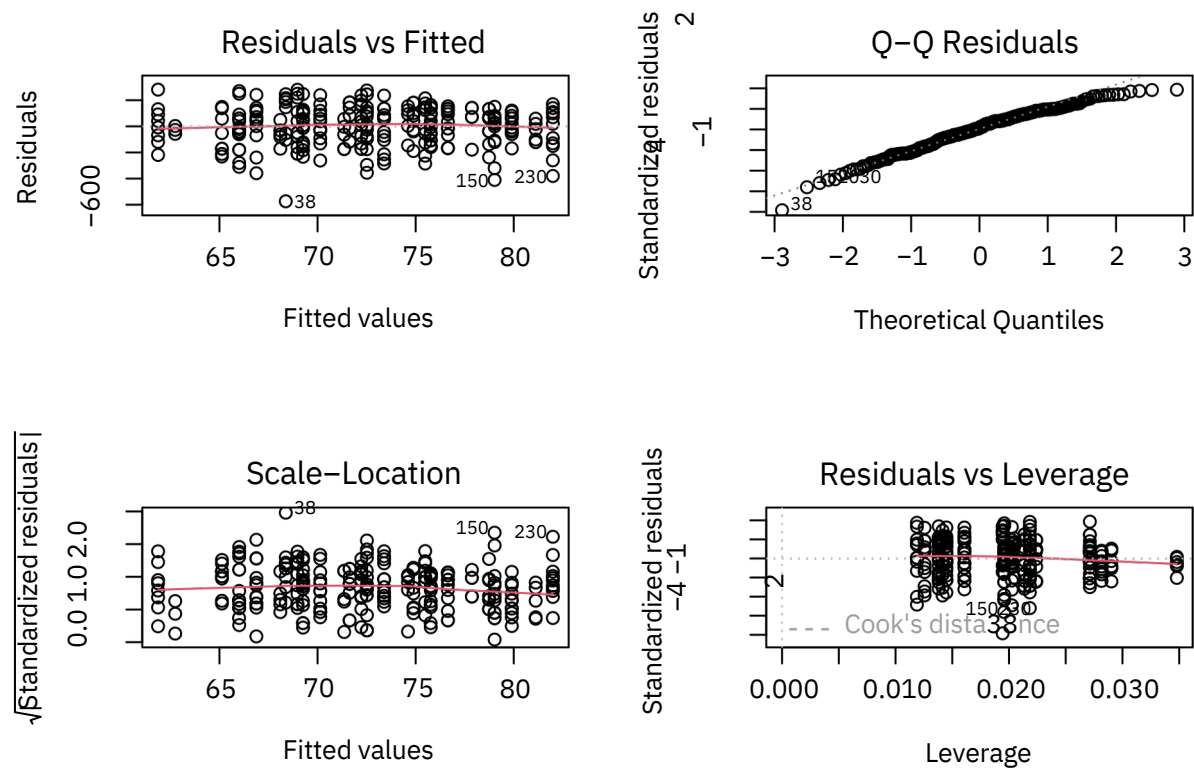 Residuals vs Fitted
Residuals
−600
150
230
38
65 70 75 80
Fitted values
Q−Q Residuals
Standardized residuals
−4 −1 2
152030
38
−3 −2 −1 0 1 2 3
Theoretical Quantiles
Scale−Location
√|Standardized residuals|
0.0 1.0 2.0
38
150
230
65 70 75 80
Fitted values
Residuals vs Leverage
Standardized residuals
−4 −1 2
150230
38
Cook's distance
0.000 0.010 0.020 0.030
Leverage